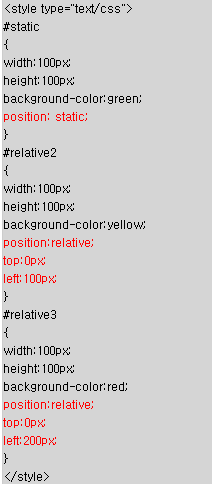 <style type="text/css">
#static
{
width:100px;
height:100px;
background-color:green;
position: static;
}
#relative2
{
width:100px;
height:100px;
background-color:yellow;
position:relative;
top:0px;
left:100px;
}
#relative3
{
width:100px;
height:100px;
background-color:red;
position:relative;
top:0px;
left:200px;
}
</style>